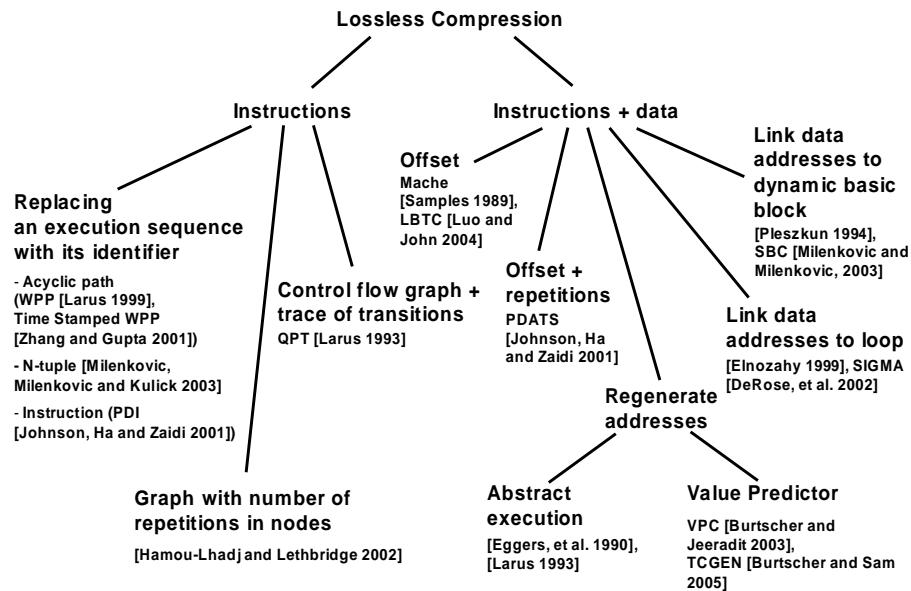 Lossless Compression
Instructions
Instructions + data
Replacing
an execution sequence
with its identifier
- Acyclic path
(WPP [Larus 1999],
Time Stamped WPP
[Zhang and Gupta 2001])
- N-tuple [Milenkovic,
Milenkovic and Kulick 2003]
- Instruction (PDI
[Johnson, Ha and Zaidi 2001])
Graph with number of
repetitions in nodes
[Hamou-Lhadj and Lethbridge 2002]
Control flow graph +
trace of transitions
QPT [Larus 1993]
Offset
Mache
[Samples 1989],
LBTC [Luo and
John 2004]
Offset +
repetitions
PDATS
[Johnson, Ha
and Zaidi 2001]
Regenerate
addresses
Abstract
execution
[Eggers, et al. 1990],
[Larus 1993]
Value Predictor
VPC [Burtscher and
Jeeradit 2003],
TCGEN [Burtscher and Sam
2005]
Link data
addresses to loop
[Elnozahy 1999], SIGMA
[DeRose, et al. 2002]
Link data
addresses to
dynamic basic
block
[Pleszkun 1994],
SBC [Milenkovic and
Milenkovic, 2003]